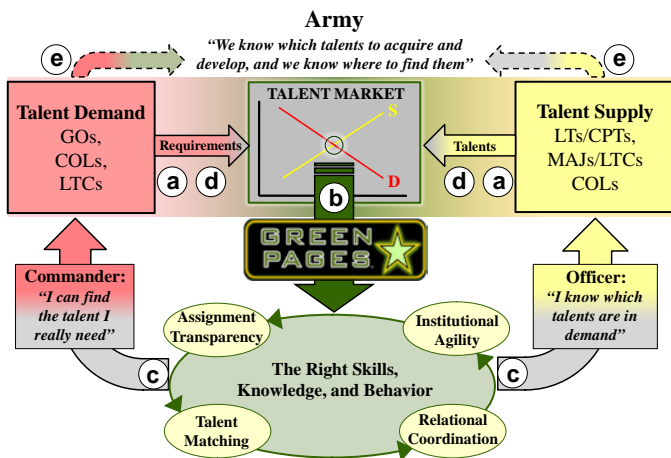 Army
“We know which talents to acquire and
develop, and we know where to find them”
e
e
Talent Demand
GOs,
COLs,
LTCs
Requirements
a d
TALENT MARKET
S
D
b
Talents
d a
Talent Supply
LTs/CPTs,
MAJs/LTC
COLs
GREEN
PAGES
Commander:
“I can find
the talent I
really need”
Officer:
“I know which
talents are in
demand”
c
c
Assignment
Transparency
Institutional
Agility
The Right Skills,
Knowledge, and Behavior
Talent
Matching
Relational
Coordination